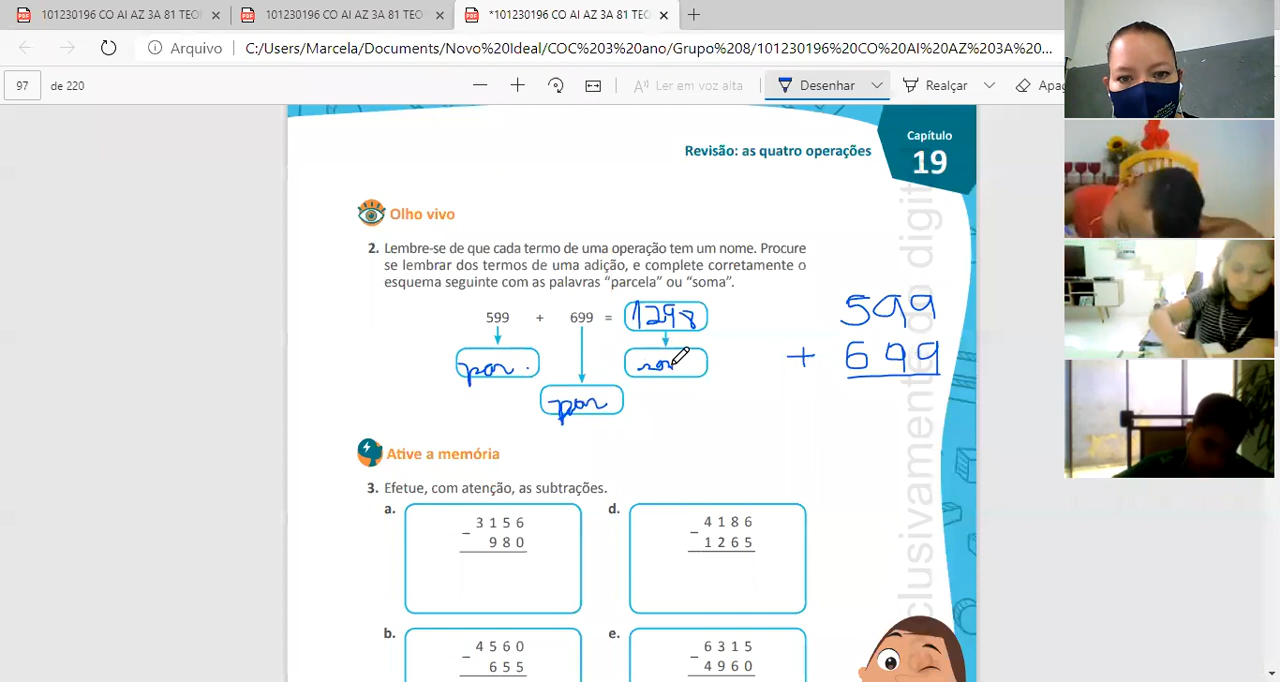 101230196 CO AI AZ 3A 81 TEO
101230196 CO AI AZ 3A 81 TEO
*101230196 CO AI AZ 3A 81 TEO
Arquivo
C:/Users/Marcela/Documents/Novo%20Ideal/COC%203%20ano/Grupo%208/101230196%20CO%20AI%20AZ%203A%20...
97 de 220
Ler em voz alta
Desenhar
Realçar
Apag
Capítulo
19
Revisão: as quatro operações
Olho vivo
2. Lembre-se de que cada termo de uma operação tem um nome. Procure
se lembrar dos termos de uma adição, e complete corretamente o
esquema seguinte com as palavras “parcela” ou “soma”.
599 + 699 = 1298
par.
par
599
+ 699
Ative a memória
3. Efetue, com atenção, as subtrações.
a.
3156
– 980
d.
4186
– 1265
b.
4560
– 655
e.
6315
– 4960
clusivamente do digit